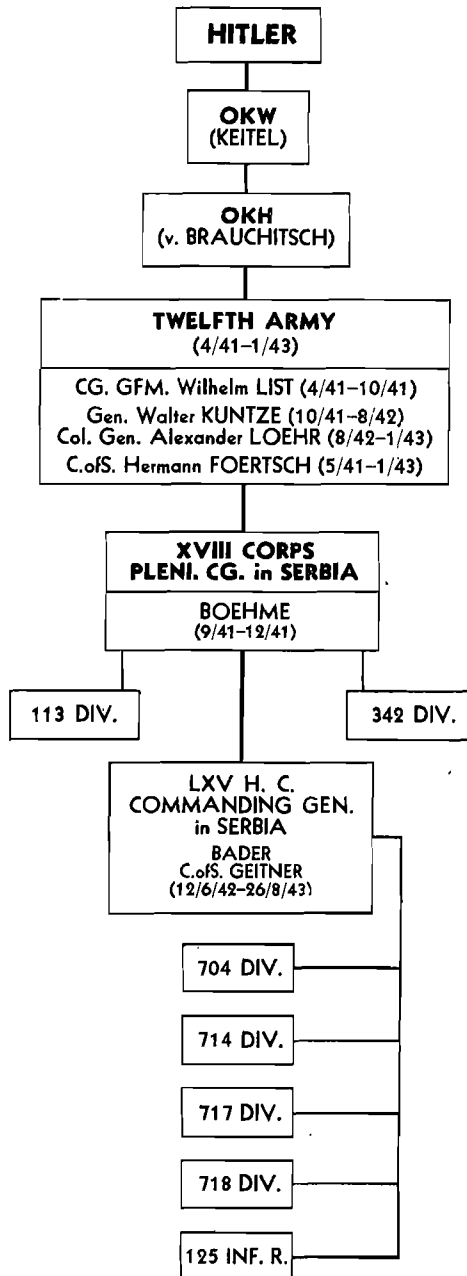 HITLER
OKW
(KEITEL)
OKH
(v. BRAUCHITSCH)
TWELFTH ARMY
(4/41–1/43)
CG. GFM. Wilhelm LIST (4/41–10/41)
Gen. Walter KUNTZE (10/41–8/42)
Col. Gen. Alexander LOEHR (8/42–1/43)
C.ofS. Hermann FOERTSCH (5/41–1/43)
XVIII CORPS
PLENI. CG. in SERBIA
BOEHME
(9/41–12/41)
113 DIV.
342 DIV.
LXV H. C.
COMMANDING GEN.
in SERBIA
BADER
C.ofS. GEITNER
(12/6/42–26/8/43)
704 DIV.
714 DIV.
717 DIV.
718 DIV.
125 INF. R.